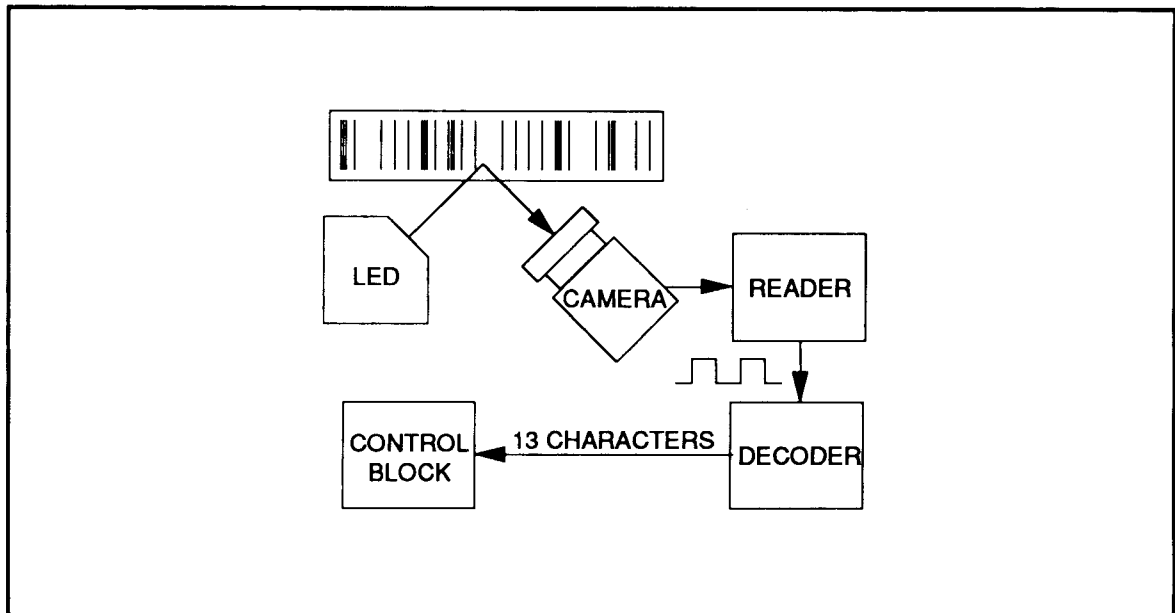 LED
CAMERA
READER
CONTROL
BLOCK
13 CHARACTERS
DECODER